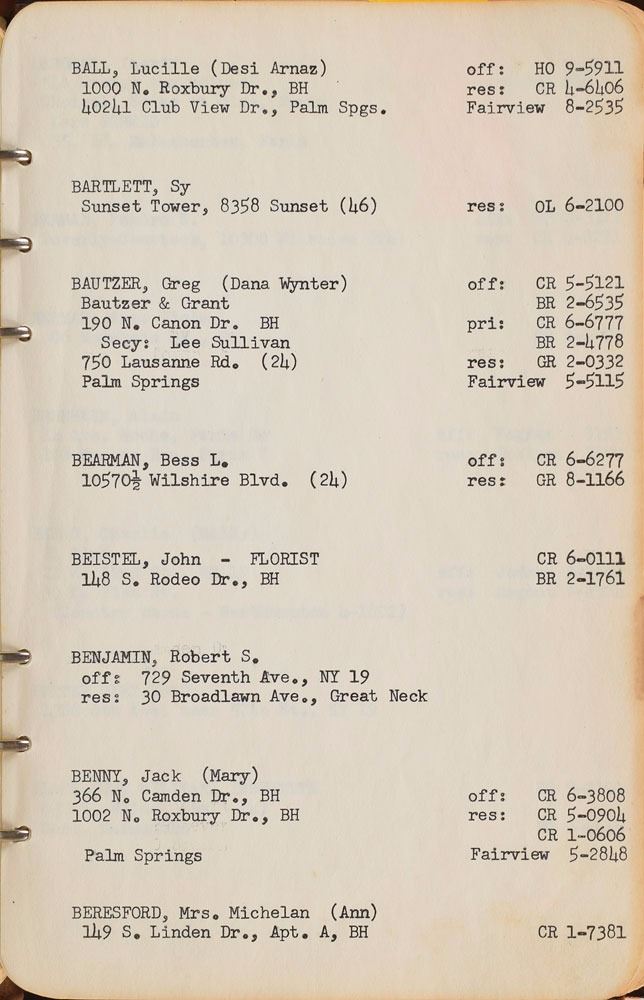 BALL, Lucille (Desi Arnaz) off: HO 9-5911
1000 N. Roxbury Dr., BH res: CR 4-6406
40241 Club View Dr., Palm Spgs. Fairview 8-2535
BARTLETT, Sy
Sunset Tower, 8358 Sunset (46) res: OL 6-2100
BAUTZER, Greg (Dana Wynter) off: CR 5-5121
Bautzer & Grant BR 2-6535
190 N. Canon Dr. BH pri: CR 6-6777
Secy: Lee Sullivan BR 2-4778
750 Lausanne Rd. (24) res: GR 2-0332
Palm Springs Fairview 5-5115
BEARMAN, Bess L. off: CR 6-6277
10570½ Wilshire Blvd. (24) res: GR 8-1166
BEISTEL, John - FLORIST CR 6-0111
148 S. Rodeo Dr., BH BR 2-1761
BENJAMIN, Robert S.
off: 729 Seventh Ave., NY 19
res: 30 Broadlawn Ave., Great Neck
BENNY, Jack (Mary)
366 N. Camden Dr., BH off: CR 6-3808
1002 N. Roxbury Dr., BH res: CR 5-0904
CR 1-0606
Palm Springs Fairview 5-2848
BERESFORD, Mrs. Michelan (Ann)
149 S. Linden Dr., Apt. A, BH CR 1-7381